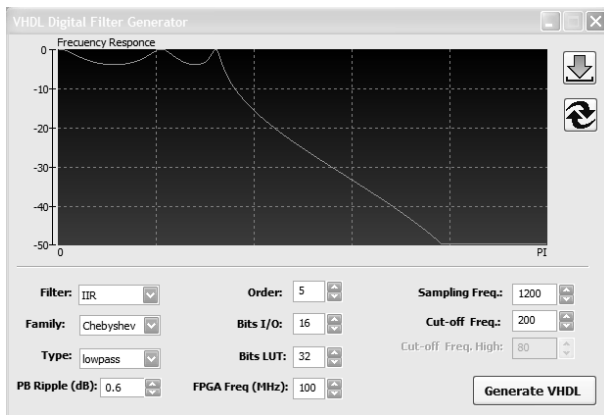 VHDL Digital Filter Generator
Frecuency Responce
0
-10
-20
-30
-40
-50
0
PI
Filter: IIR
Order: 5
Sampling Freq.: 1200
Family: Chebyshev
Bits I/O: 16
Cut-off Freq.: 200
Type: lowpass
Bits LUT: 32
Cut-off Freq. High: 80
PB Ripple (dB): 0.6
FPGA Freq (MHz): 100
Generate VHDL